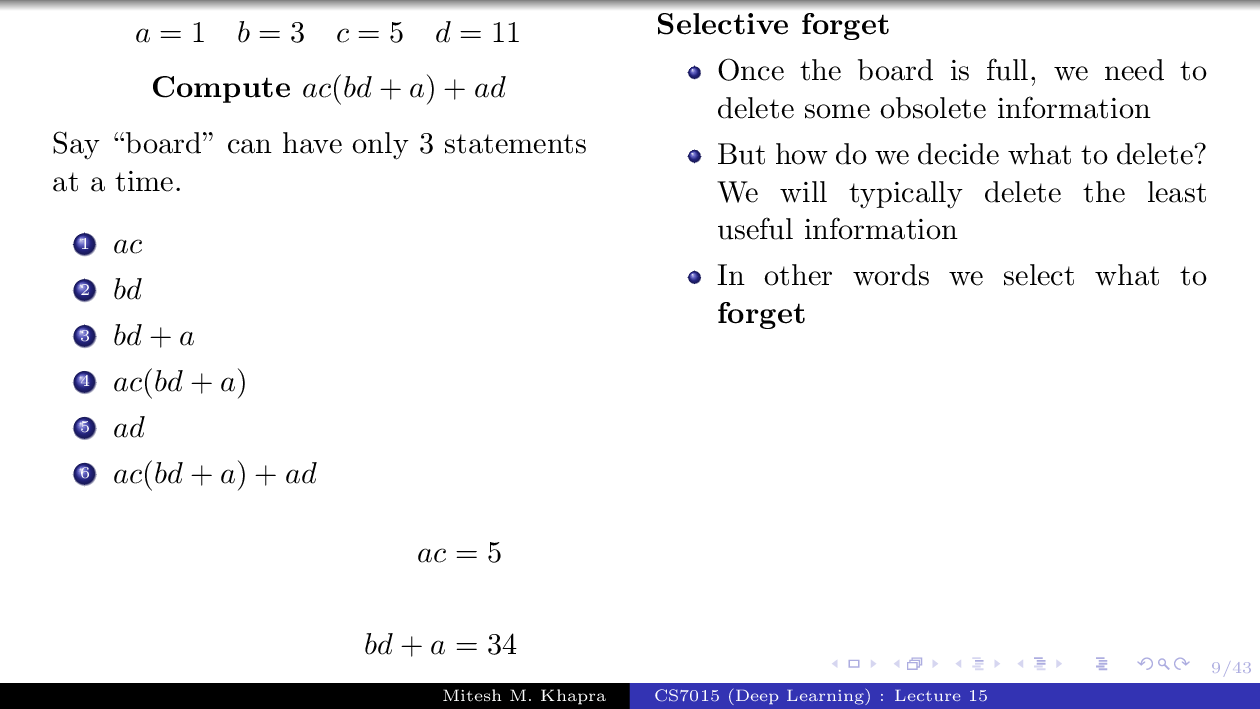 a = 1 b = 3 c = 5 d = 11
Compute ac(bd + a) + ad
Say “board” can have only 3 statements
at a time.
1 ac
2 bd
3 bd + a
4 ac(bd + a)
5 ad
6 ac(bd + a) + ad
ac = 5
bd + a = 34
Selective forget
Once the board is full, we need to
delete some obsolete information
But how do we decide what to delete?
We will typically delete the least
useful information
In other words we select what to
forget
9/43
Mitesh M. Khapra
CS7015 (Deep Learning) : Lecture 15